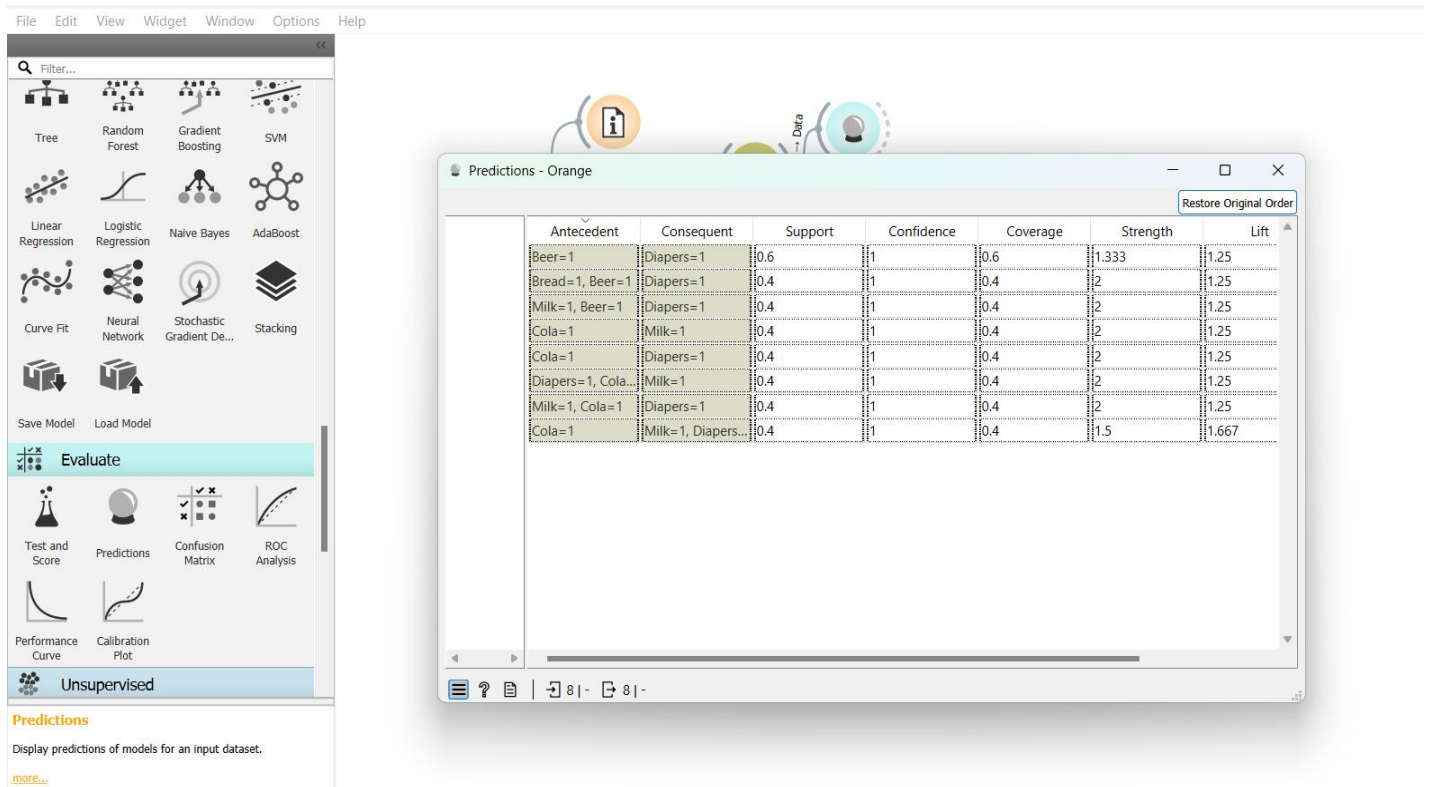 File Edit View Widget Window Options Help
Filter...
Tree
Random Forest
Gradient Boosting
SVM
Linear Regression
Logistic Regression
Naive Bayes
AdaBoost
Curve Fit
Neural Network
Stochastic Gradient De...
Stacking
Save Model
Load Model
Evaluate
Test and Score
Predictions
Confusion Matrix
ROC Analysis
Performance Curve
Calibration Plot
Unsupervised
Predictions
Display predictions of models for an input dataset.
more...
→ Data
Predictions - Orange
Restore Original Order
Antecedent Consequent Support Confidence Coverage Strength Lift
Beer=1 Diapers=1 0.6 1 0.6 1.333 1.25
Bread=1, Beer=1 Diapers=1 0.4 1 0.4 2 1.25
Milk=1, Beer=1 Diapers=1 0.4 1 0.4 2 1.25
Cola=1 Milk=1 0.4 1 0.4 2 1.25
Cola=1 Diapers=1 0.4 1 0.4 2 1.25
Diapers=1, Cola... Milk=1 0.4 1 0.4 2 1.25
Milk=1, Cola=1 Diapers=1 0.4 1 0.4 2 1.25
Cola=1 Milk=1, Diapers... 0.4 1 0.4 1.5 1.667
8 | - 8 | -